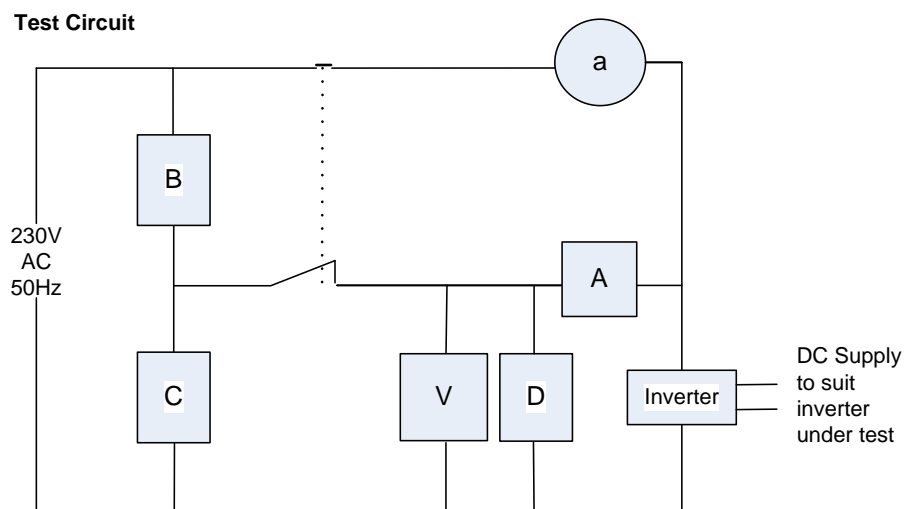 Test Circuit
a
B
230V
AC
50Hz
A
C
V
D
Inverter
DC Supply
to suit
inverter
under test